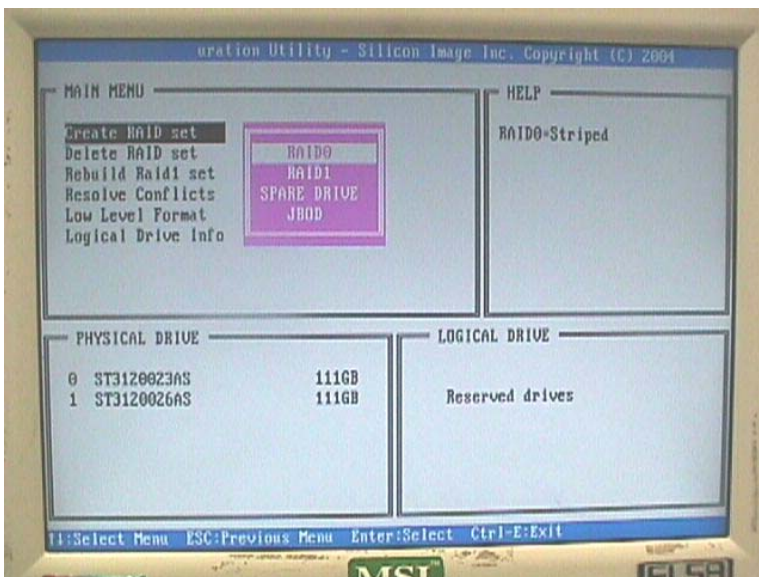 uration Utility - Silicon Image Inc. Copyright (C) 2004
MAIN MENU
Create RAID set
Delete RAID set
Rebuild Raid1 set
Resolve Conflicts
Low Level Format
Logical Drive Info
RAID0
RAID1
SPARE DRIVE
JBOD
HELP
RAID0=Striped
PHYSICAL DRIVE
0 ST3120023AS 111GB
1 ST3120026AS 111GB
LOGICAL DRIVE
Reserved drives
:Select Menu ESC:Previous Menu Enter:Select Ctrl-E:Exit
MSI
ELSA